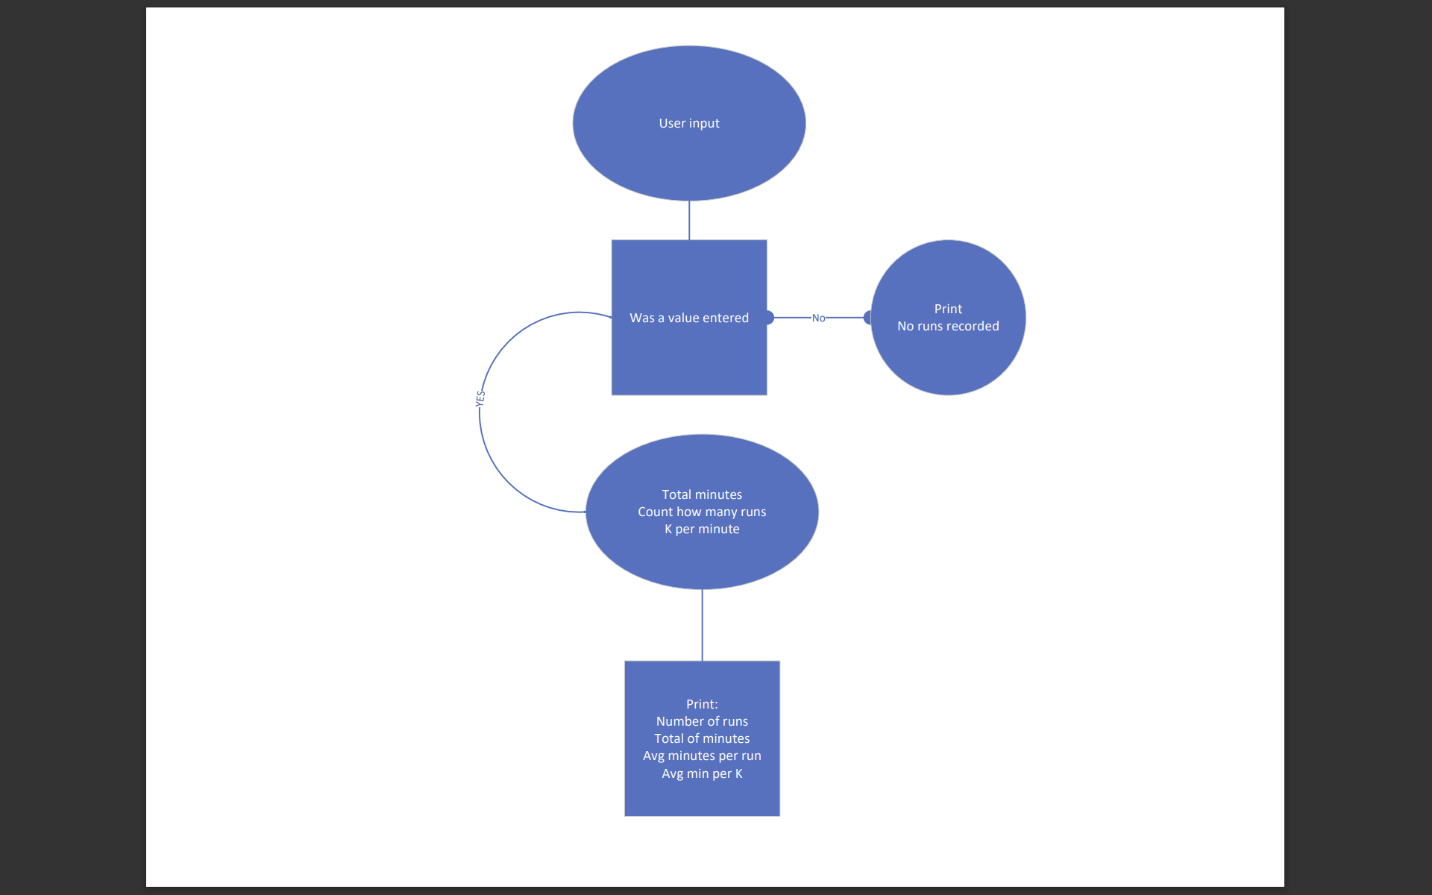 User input
Was a value entered
No
Print
No runs recorded
YES
Total minutes
Count how many runs
K per minute
Print:
Number of runs
Total of minutes
Avg minutes per run
Avg min per K